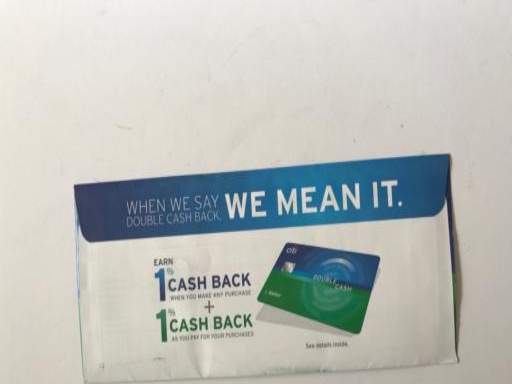 WHEN WE SAY
DOUBLE CASH BACK,
WE MEAN IT.
EARN
1% CASH BACK
WHEN YOU MAKE ANY PURCHASE
+
1% CASH BACK
AS YOU PAY FOR YOUR PURCHASES
citi
DOUBLE CASH
See details inside.